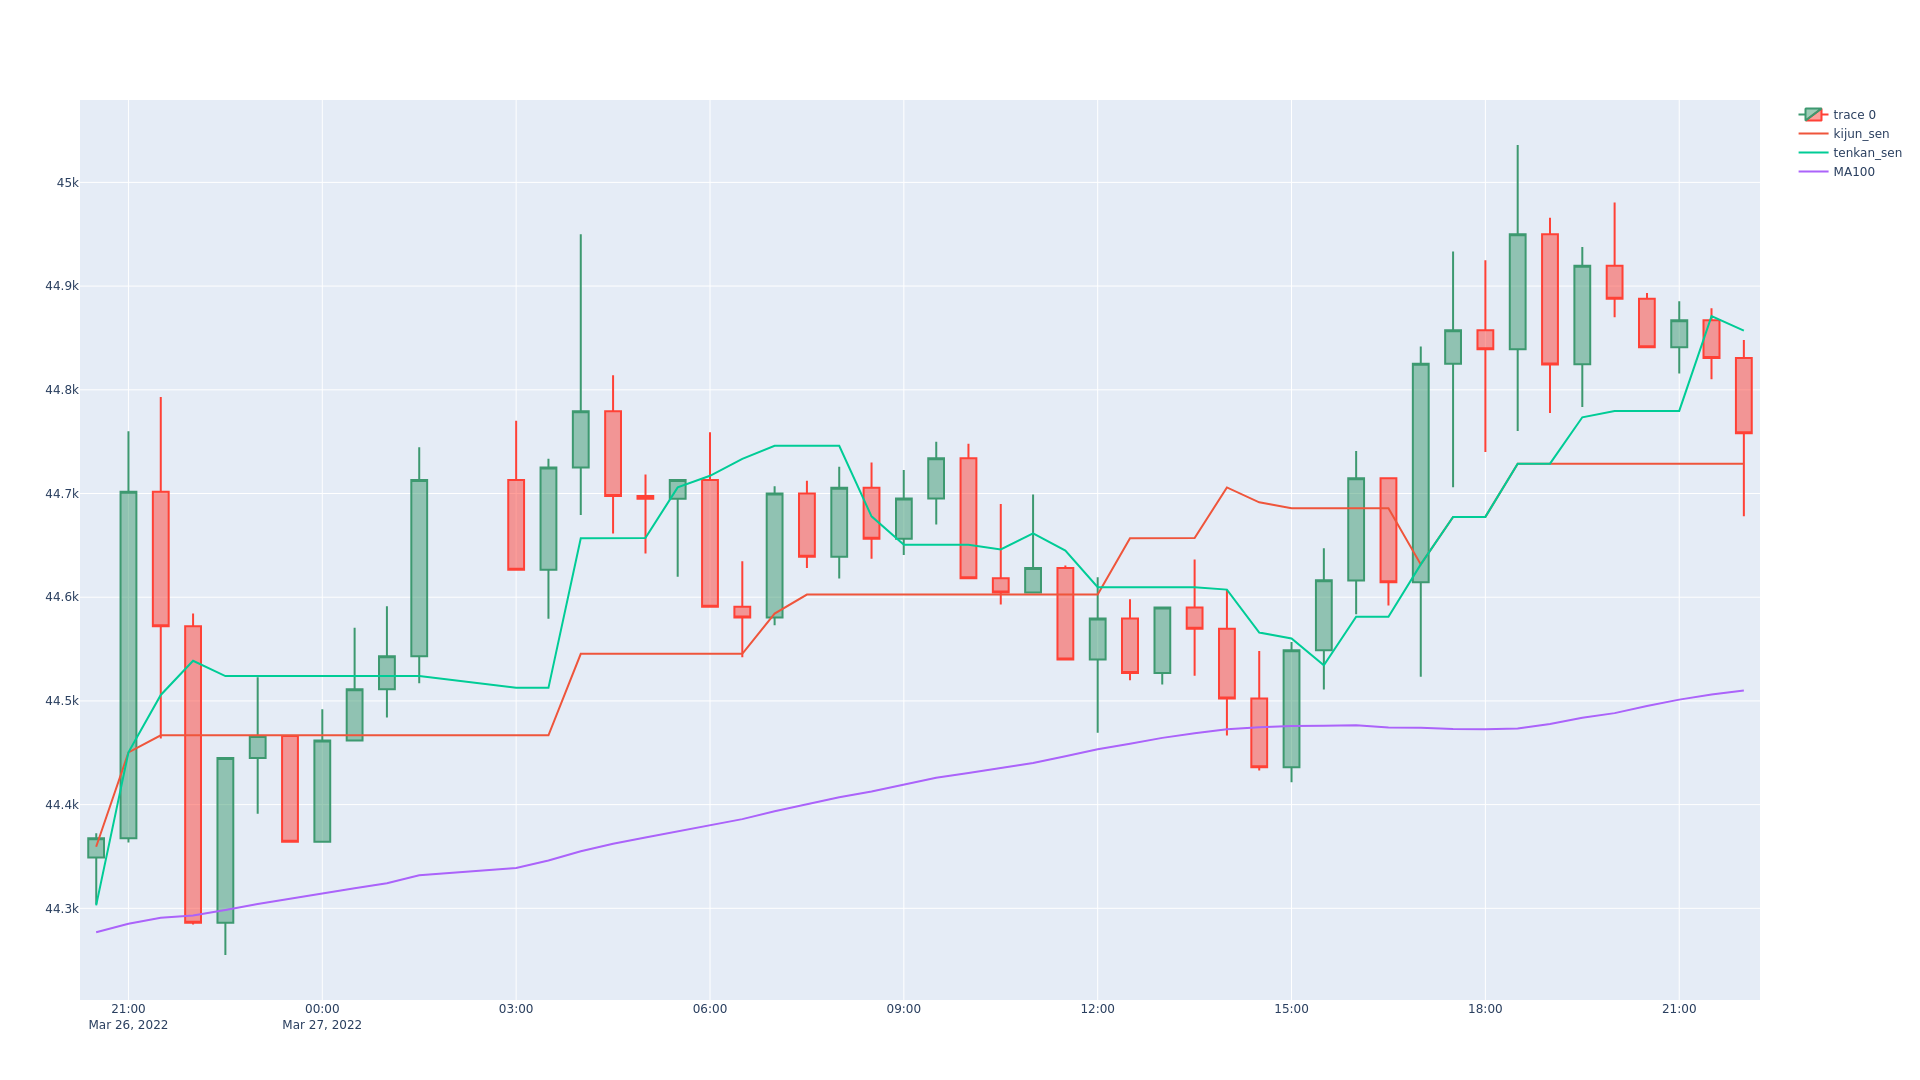 trace 0
kijun_sen
tenkan_sen
MA100
45k
44.9k
44.8k
44.7k
44.6k
44.5k
44.4k
44.3k
21:00 00:00 03:00 06:00 09:00 12:00 15:00 18:00 21:00
Mar 26, 2022 Mar 27, 2022